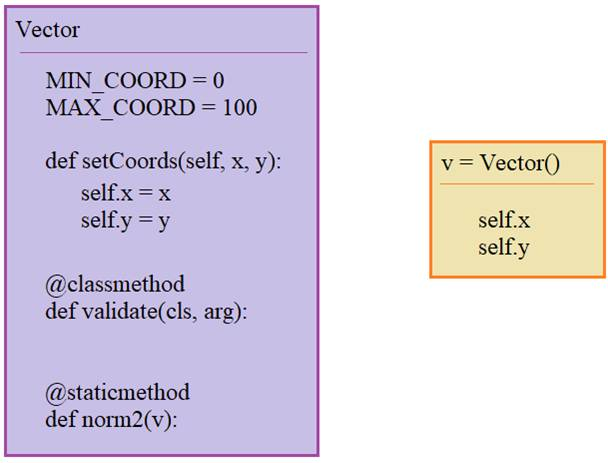 Vector
MIN_COORD = 0
MAX_COORD = 100
def setCoords(self, x, y):
self.x = x
self.y = y
@classmethod
def validate(cls, arg):
@staticmethod
def norm2(v):
v = Vector()
self.x
self.y